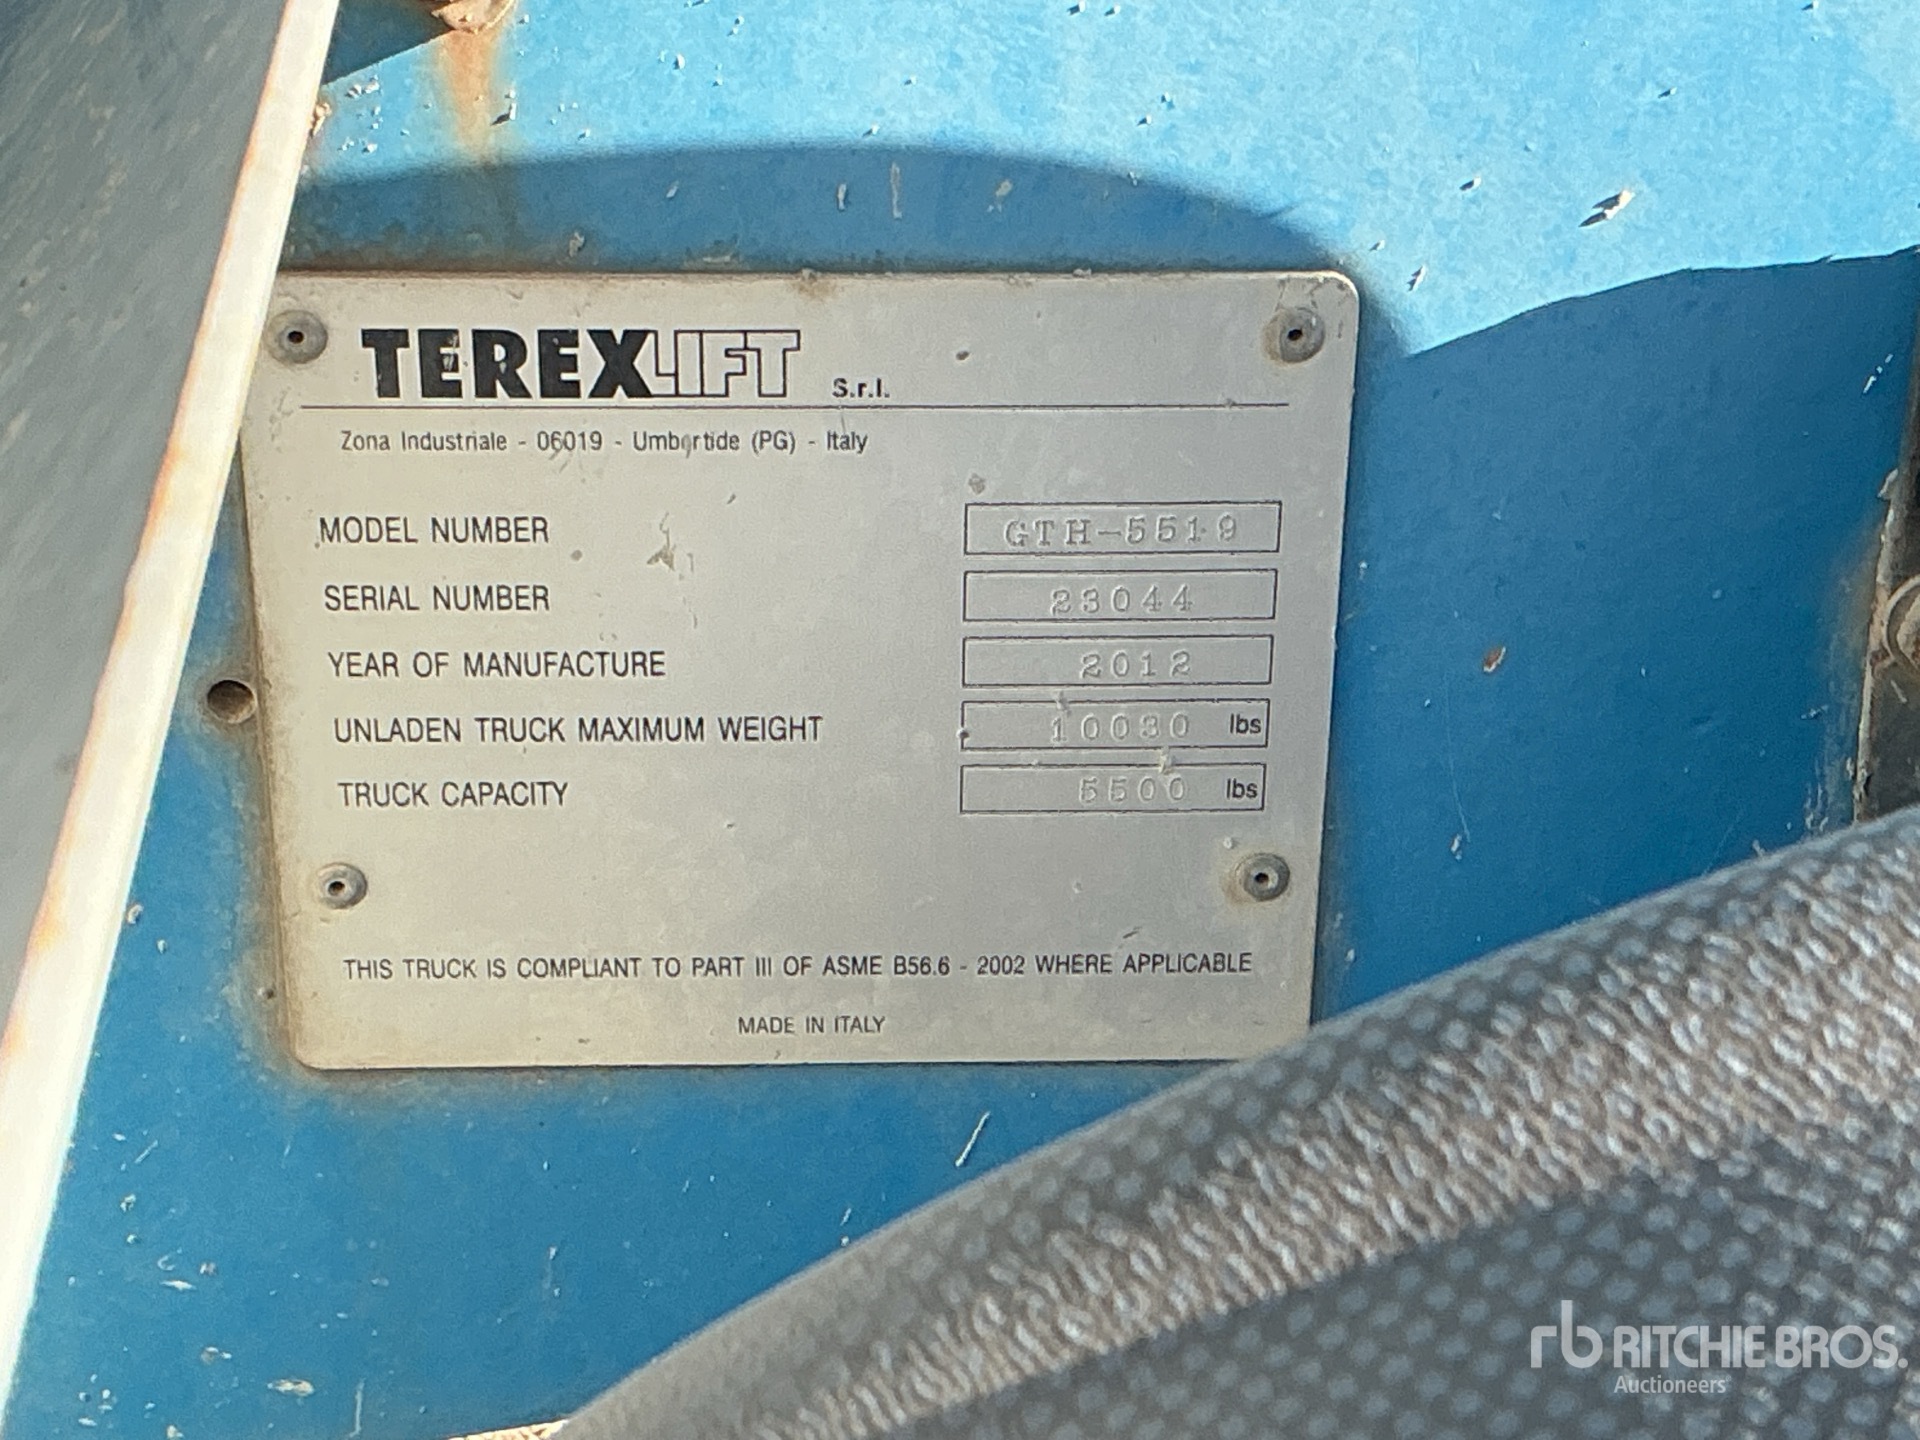 TEREXLIFT S.r.l.
Zona Industriale - 06019 - Umbertide (PG) - Italy
MODEL NUMBER GTH-5519
SERIAL NUMBER 23044
YEAR OF MANUFACTURE 2012
UNLADEN TRUCK MAXIMUM WEIGHT 10030 lbs
TRUCK CAPACITY 5500 lbs
THIS TRUCK IS COMPLIANT TO PART III OF ASME B56.6 - 2002 WHERE APPLICABLE
MADE IN ITALY
rb RITCHIE BROS.
Auctioneers